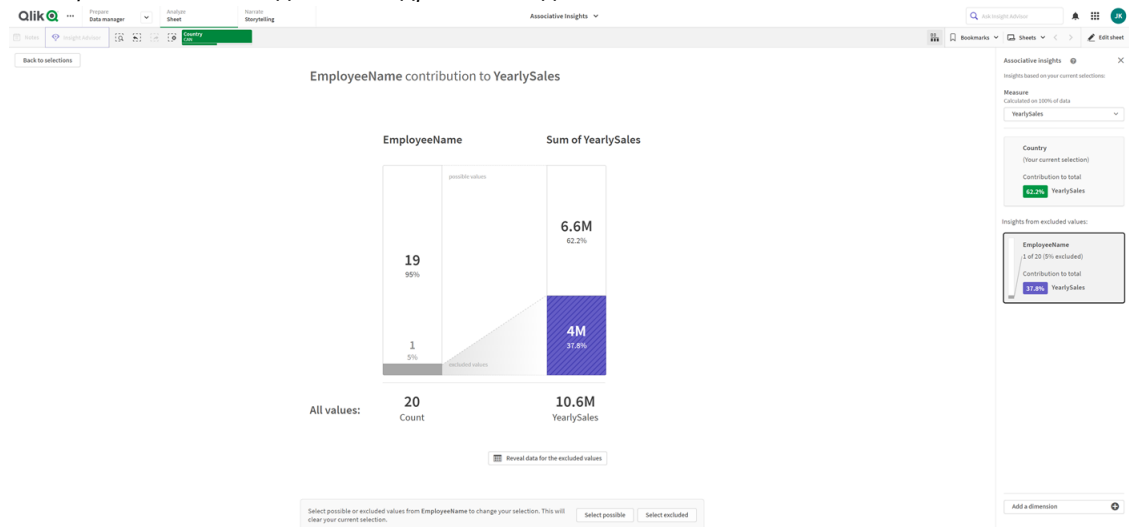 Qlik
Prepare
Data manager
Analyze
Sheet
Narrate
Storytelling
Associative Insights
Ask Insight Advisor
JK
Notes
Insight Advisor
Country
CAN
Bookmarks
Sheets
Edit sheet
Back to selections
EmployeeName contribution to YearlySales
EmployeeName
Sum of YearlySales
possible values
6.6M
62.2%
19
95%
4M
37.8%
1
5%
excluded values
All values:
20
Count
10.6M
YearlySales
Reveal data for the excluded values
Select possible or excluded values from EmployeeName to change your selection. This will
clear your current selection.
Select possible
Select excluded
Associative insights
Insights based on your current selections:
Measure
Calculated on 100% of data
YearlySales
Country
(Your current selection)
Contribution to total
62.2% YearlySales
Insights from excluded values:
EmployeeName
1 of 20 (5% excluded)
Contribution to total
37.8% YearlySales
Add a dimension